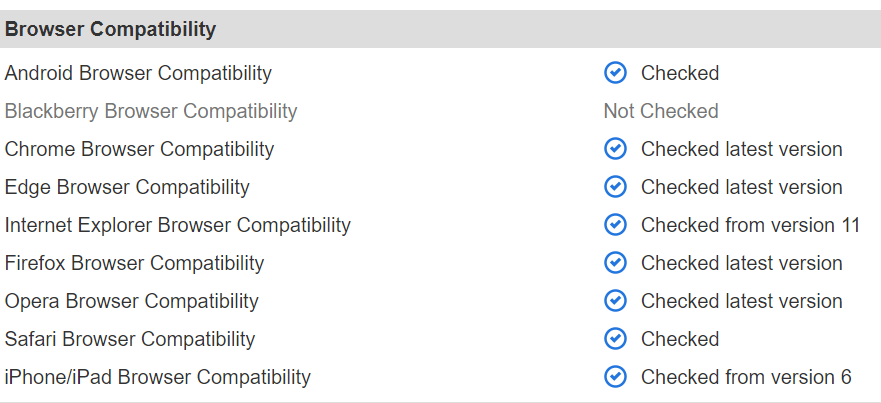 Browser Compatibility
Android Browser Compatibility Checked
Blackberry Browser Compatibility Not Checked
Chrome Browser Compatibility Checked latest version
Edge Browser Compatibility Checked latest version
Internet Explorer Browser Compatibility Checked from version 11
Firefox Browser Compatibility Checked latest version
Opera Browser Compatibility Checked latest version
Safari Browser Compatibility Checked
iPhone/iPad Browser Compatibility Checked from version 6